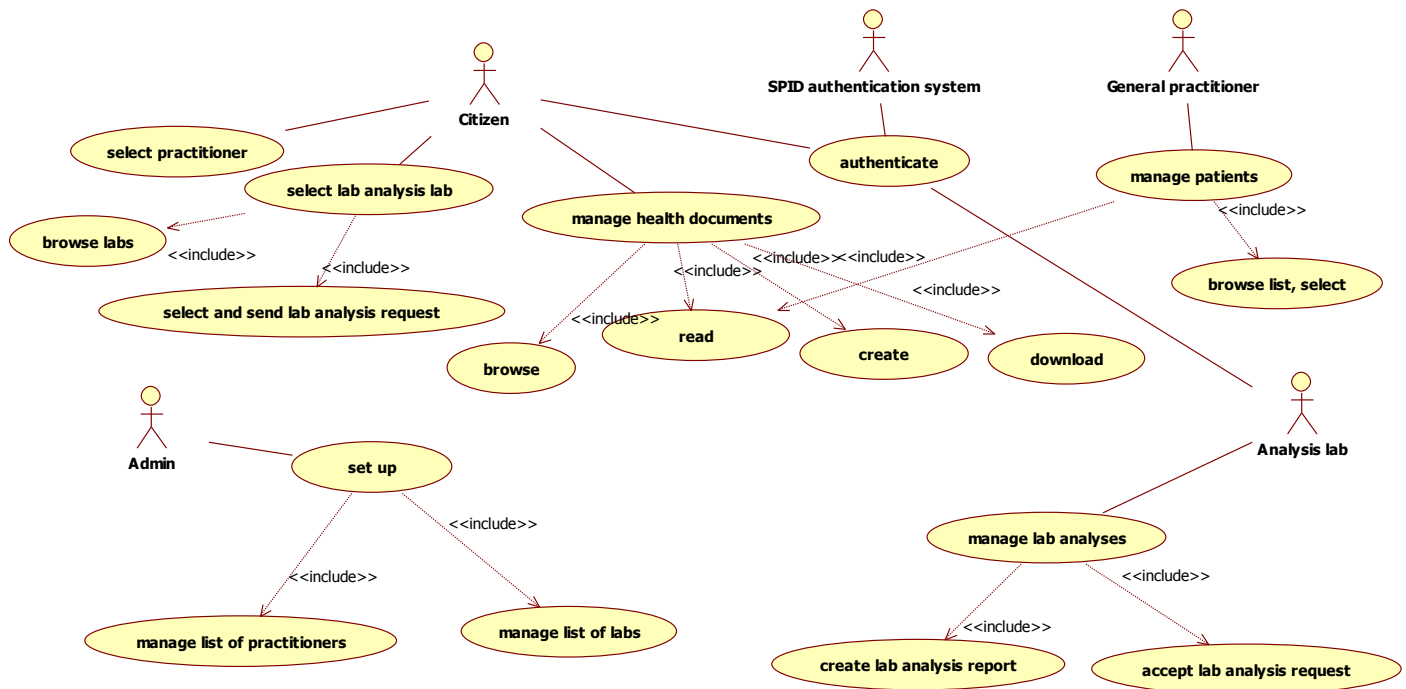 SPID authentication system
General practitioner
Citizen
select practitioner
authenticate
select lab analysis lab
manage patients
manage health documents
<<include>>
browse labs
<<include>>
<<include>>
<<include>>
<<include>>
<<include>>
browse list, select
<<include>>
select and send lab analysis request
<<include>>
read
create
download
browse
Admin
Analysis lab
set up
<<include>>
manage lab analyses
<<include>>
<<include>>
<<include>>
manage list of practitioners
manage list of labs
create lab analysis report
accept lab analysis request